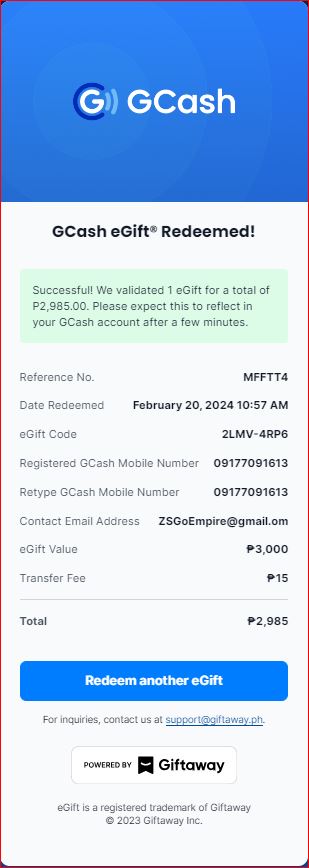 GCash
GCash eGift® Redeemed!
Successful! We validated 1 eGift for a total of
P2,985.00. Please expect this to reflect in
your GCash account after a few minutes.
Reference No. MFFTT4
Date Redeemed February 20, 2024 10:57 AM
eGift Code 2LMV-4RP6
Registered GCash Mobile Number 09177091613
Retype GCash Mobile Number 09177091613
Contact Email Address ZSGoEmpire@gmail.om
eGift Value ₱3,000
Transfer Fee ₱15
Total ₱2,985
Redeem another eGift
For inquiries, contact us at support@giftaway.ph.
POWERED BY Giftaway
eGift is a registered trademark of Giftaway
© 2023 Giftaway Inc.